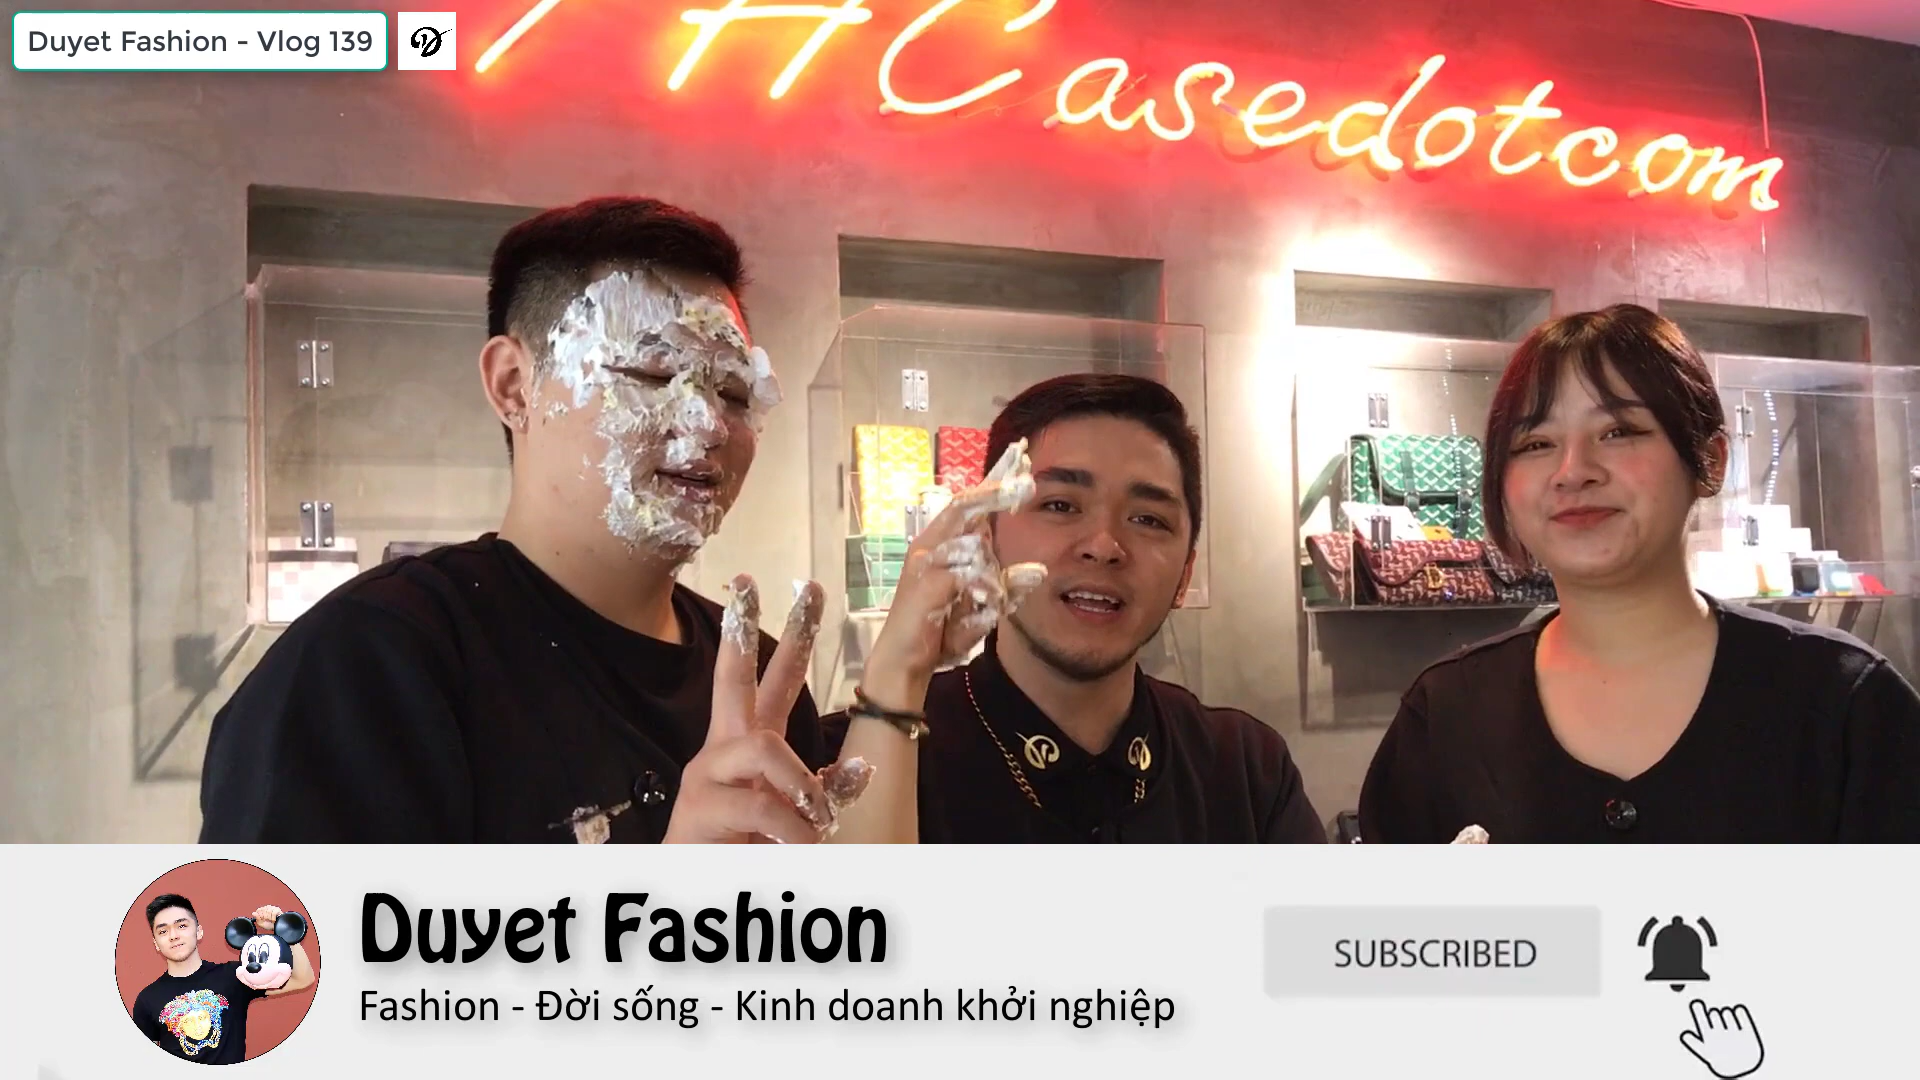 Duyet Fashion - Vlog 139
HCasedotcom
Duyet Fashion
Fashion - Đời sống - Kinh doanh khởi nghiệp
SUBSCRIBED